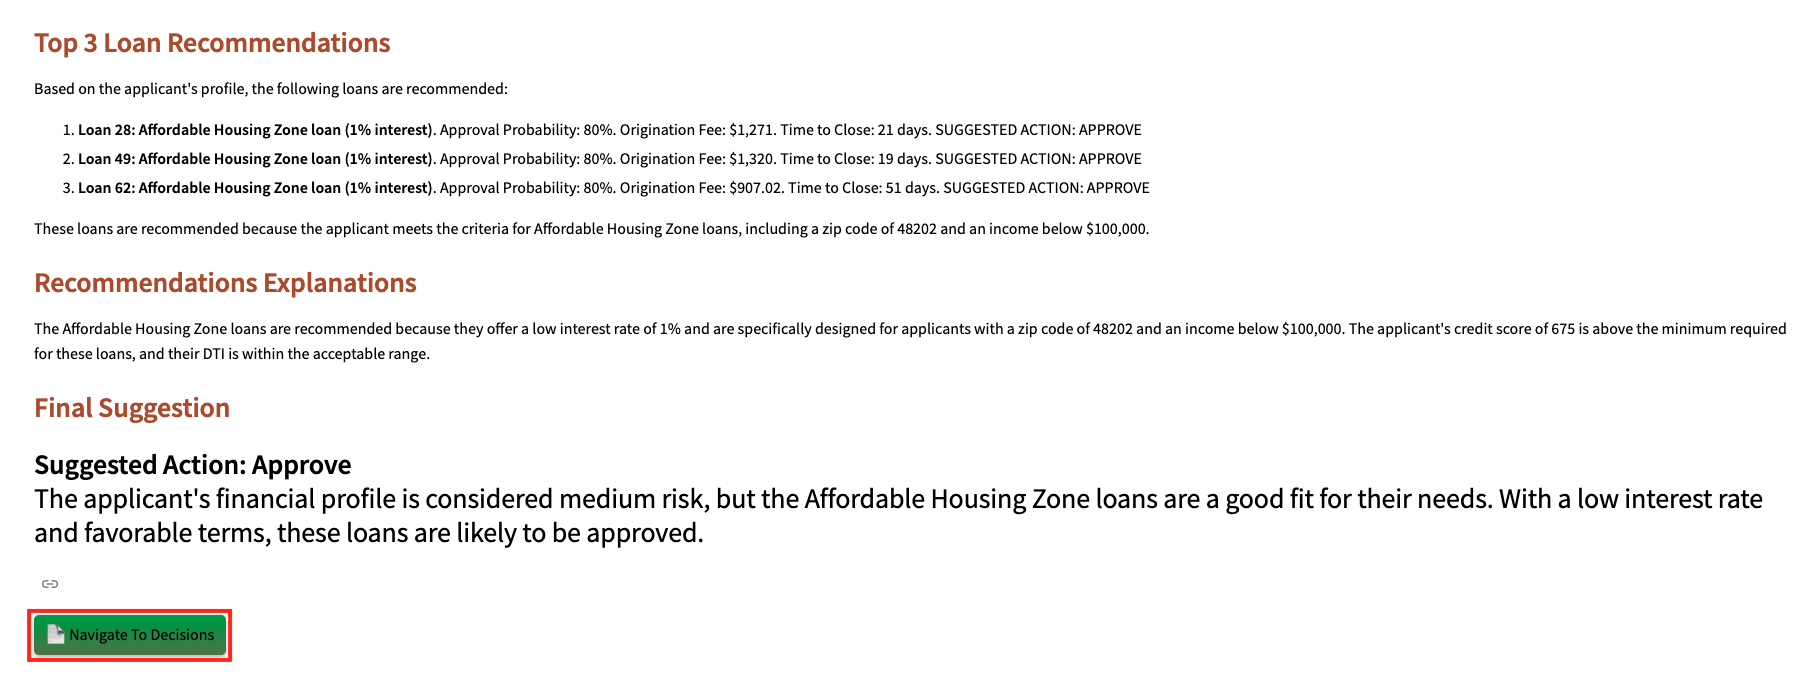 Top 3 Loan Recommendations
Based on the applicant's profile, the following loans are recommended:
1. Loan 28: Affordable Housing Zone loan (1% interest). Approval Probability: 80%. Origination Fee: $1,271. Time to Close: 21 days. SUGGESTED ACTION: APPROVE
2. Loan 49: Affordable Housing Zone loan (1% interest). Approval Probability: 80%. Origination Fee: $1,320. Time to Close: 19 days. SUGGESTED ACTION: APPROVE
3. Loan 62: Affordable Housing Zone loan (1% interest). Approval Probability: 80%. Origination Fee: $907.02. Time to Close: 51 days. SUGGESTED ACTION: APPROVE
These loans are recommended because the applicant meets the criteria for Affordable Housing Zone loans, including a zip code of 48202 and an income below $100,000.
Recommendations Explanations
The Affordable Housing Zone loans are recommended because they offer a low interest rate of 1% and are specifically designed for applicants with a zip code of 48202 and an income below $100,000. The applicant's credit score of 675 is above the minimum required
for these loans, and their DTI is within the acceptable range.
Final Suggestion
Suggested Action: Approve
The applicant's financial profile is considered medium risk, but the Affordable Housing Zone loans are a good fit for their needs. With a low interest rate
and favorable terms, these loans are likely to be approved.
Navigate To Decisions